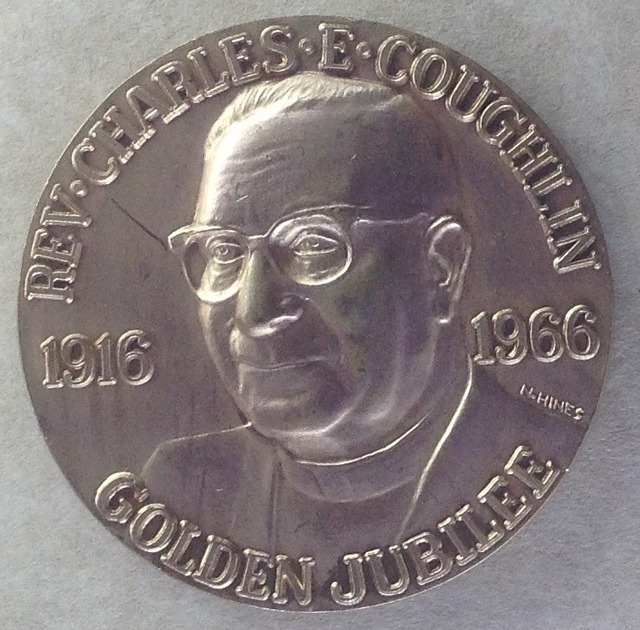 REV·CHARLES·E·COUGHLIN
1916
1966
N·HINES
GOLDEN JUBILEE